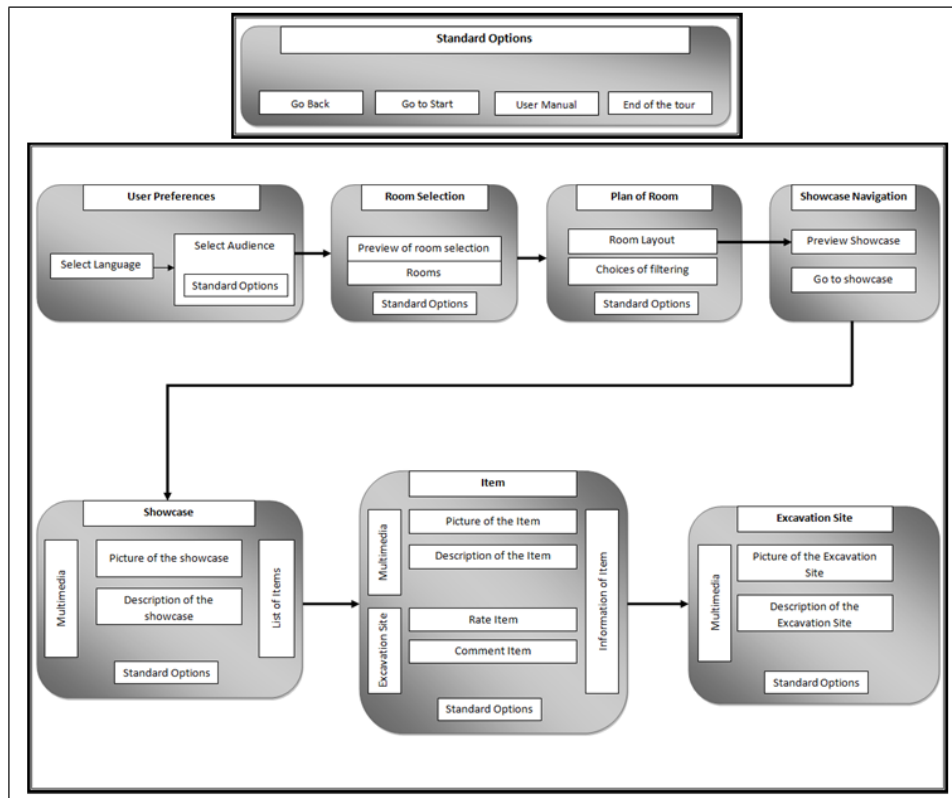 Standard Options
Go Back
Go to Start
User Manual
End of the tour
User Preferences
Select Language
Select Audience
Standard Options
Room Selection
Preview of room selection
Rooms
Standard Options
Plan of Room
Room Layout
Choices of filtering
Standard Options
Showcase Navigation
Preview Showcase
Go to showcase
Showcase
Multimedia
Picture of the showcase
Description of the
showcase
List of Items
Standard Options
Item
Multimedia
Excavation Site
Picture of the Item
Description of the Item
Rate Item
Comment Item
Information of Item
Standard Options
Excavation Site
Multimedia
Picture of the Excavation
Site
Description of the
Excavation Site
Standard Options